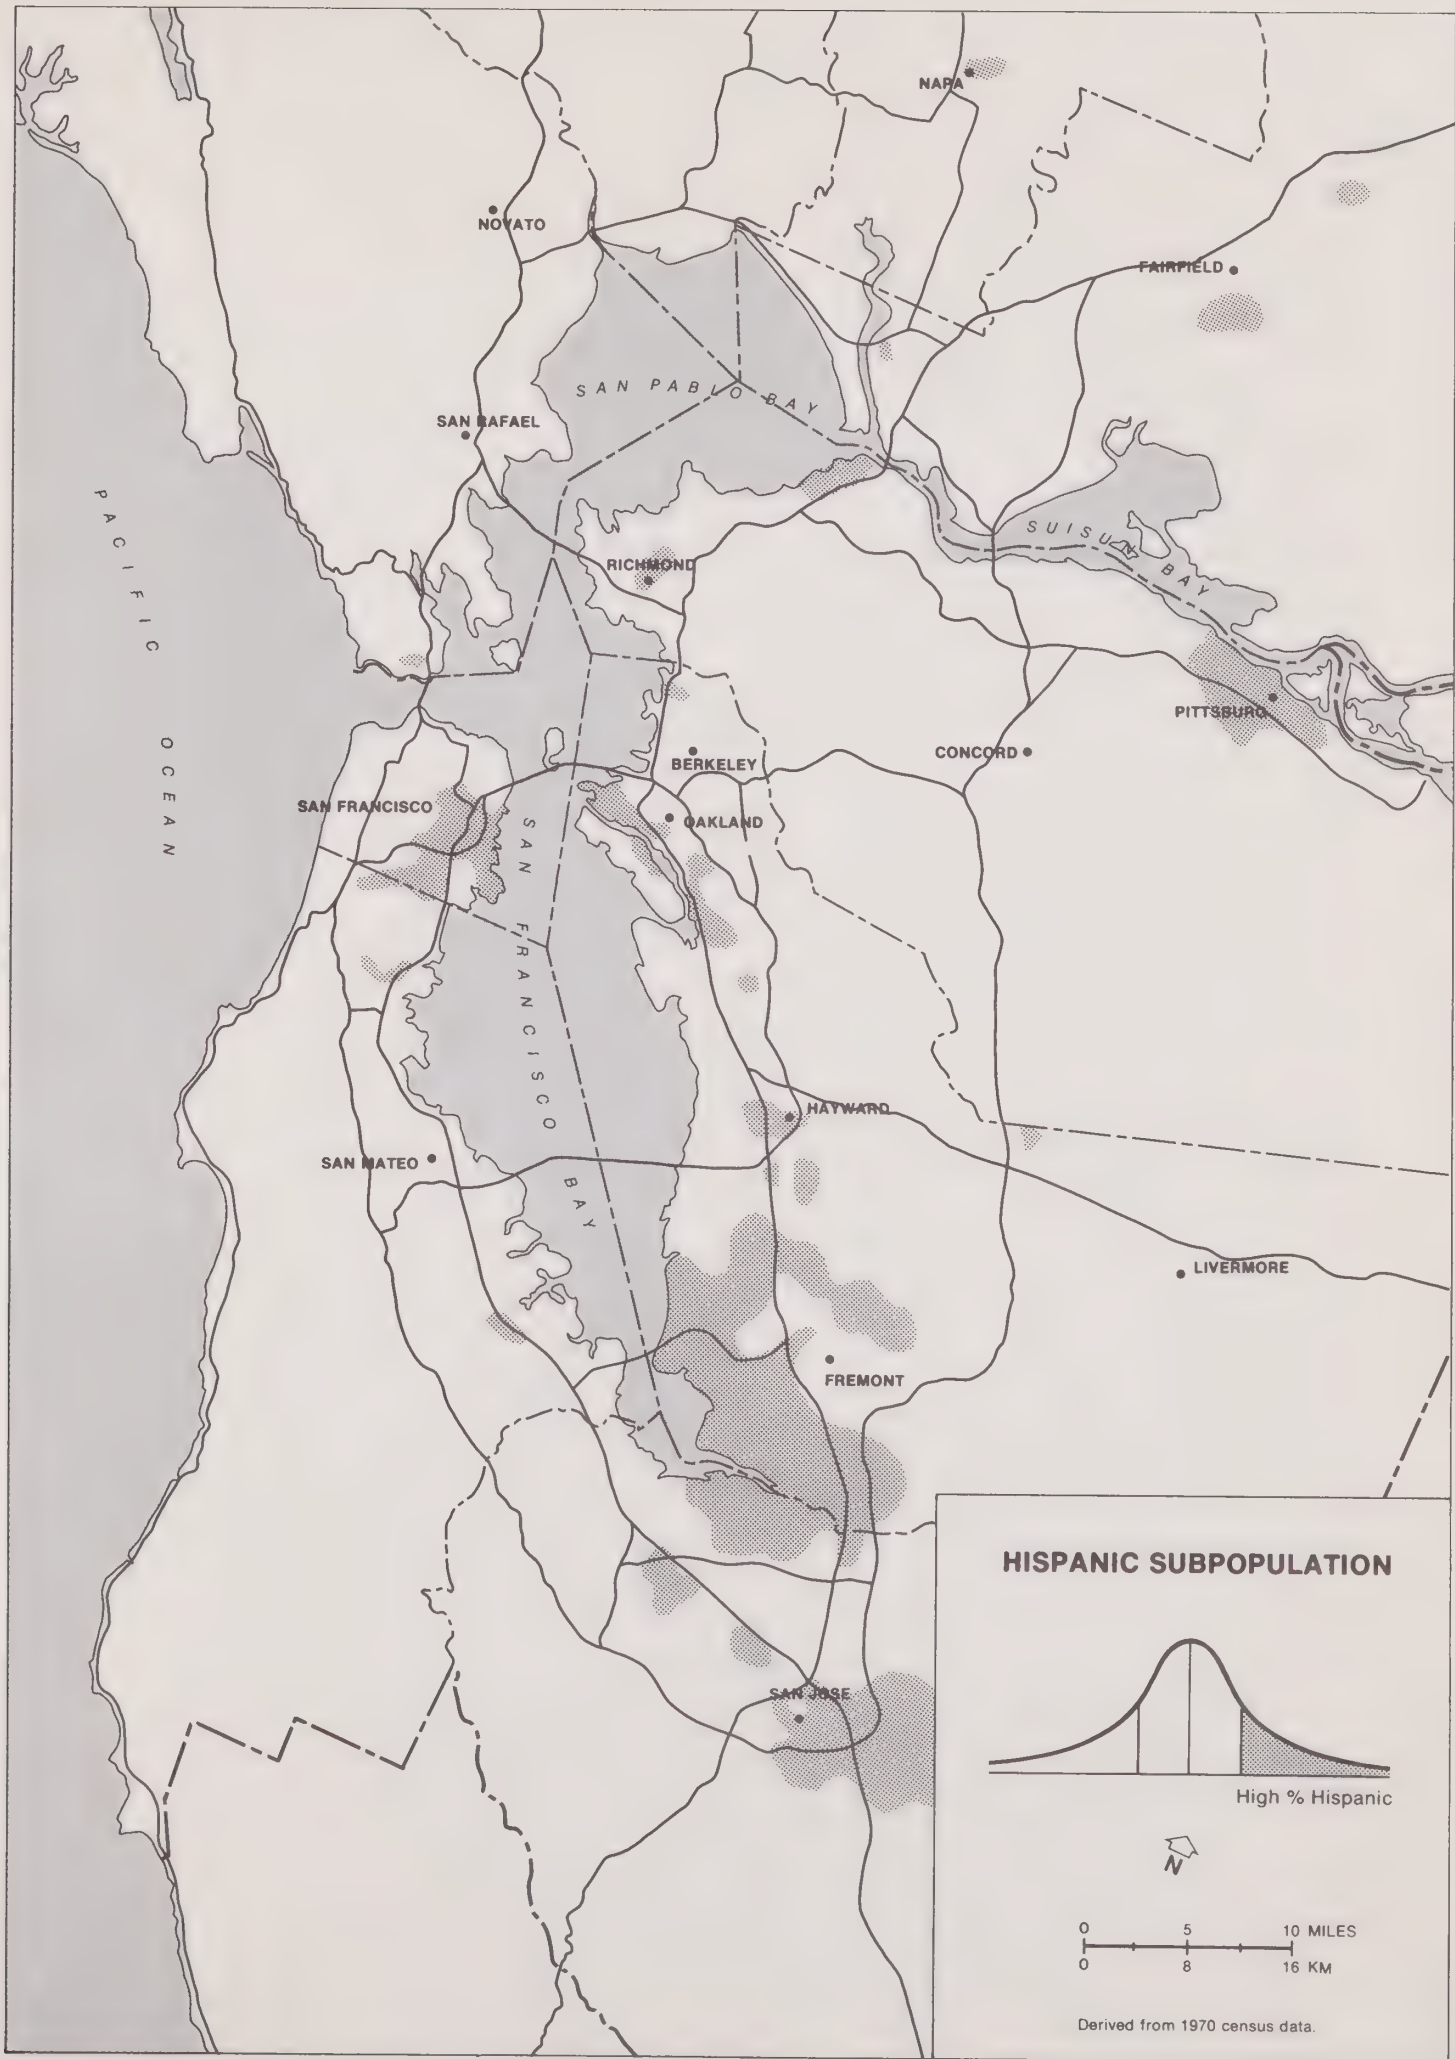 NAPA
NOVATO
FAIRFIELD
SAN PABLO BAY
SAN RAFAEL
PACIFIC OCEAN
SUISUN BAY
RICHMOND
PITTSBURG
BERKELEY
CONCORD
SAN FRANCISCO
OAKLAND
SAN FRANCISCO BAY
HAYWARD
SAN MATEO
LIVERMORE
FREMONT
SAN JOSE
HISPANIC SUBPOPULATION
High % Hispanic
N
0 5 10 MILES
0 8 16 KM
Derived from 1970 census data.